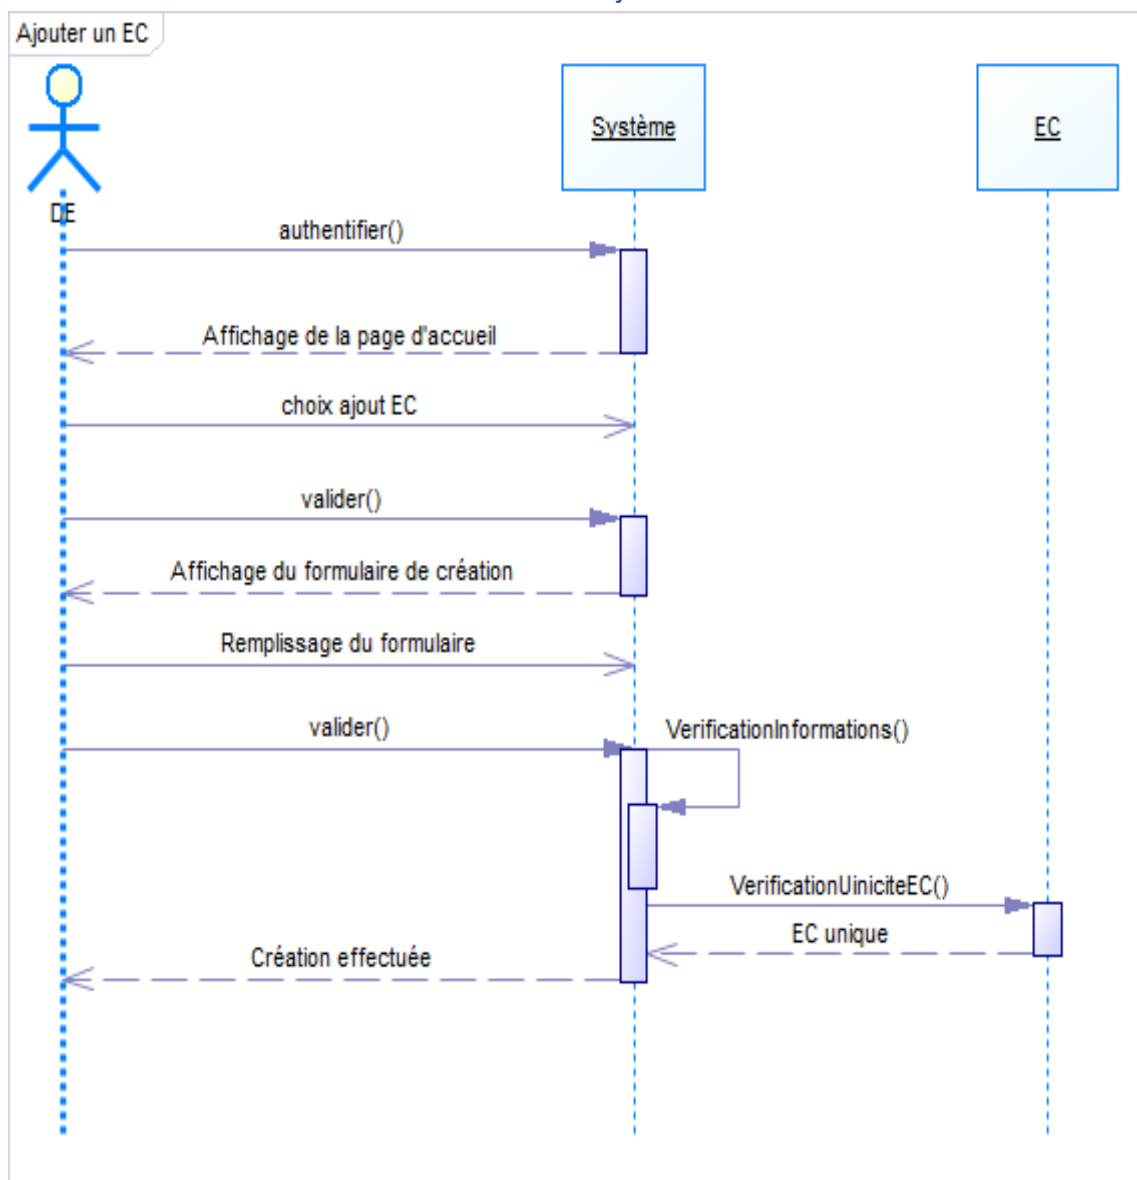 Ajouter un EC
Système
EC
DE
authentifier()
Affichage de la page d'accueil
choix ajout EC
valider()
Affichage du formulaire de création
Remplissage du formulaire
valider()
VerificationInformations()
VerificationUiniciteEC()
EC unique
Création effectuée